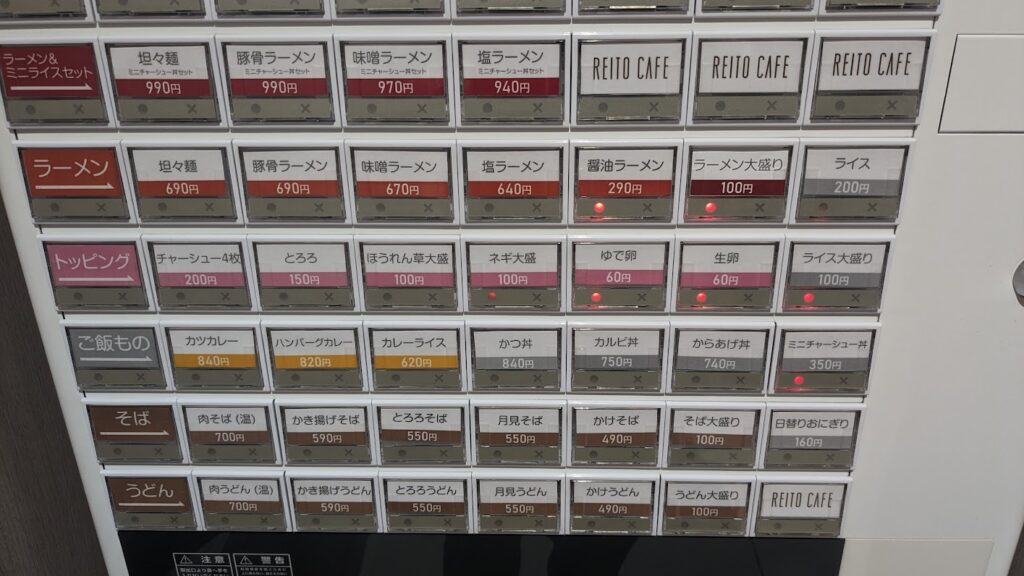 ラーメン&
ミニライスセット
坦々麺
ミニチャーシュー丼セット
990円
豚骨ラーメン
ミニチャーシュー丼セット
990円
味噌ラーメン
ミニチャーシュー丼セット
970円
塩ラーメン
ミニチャーシュー丼セット
940円
REITO CAFE
REITO CAFE
REITO CAFE
ラーメン
坦々麺
690円
豚骨ラーメン
690円
味噌ラーメン
670円
塩ラーメン
640円
醤油ラーメン
290円
ラーメン大盛り
100円
ライス
200円
トッピング
チャーシュー4枚
200円
とろろ
150円
ほうれん草大盛
100円
ネギ大盛
100円
ゆで卵
60円
生卵
60円
ライス大盛り
100円
ご飯もの
カツカレー
840円
ハンバーグカレー
820円
カレーライス
620円
かつ丼
840円
カルビ丼
750円
からあげ丼
740円
ミニチャーシュー丼
350円
そば
肉そば(温)
700円
かき揚げそば
590円
とろろそば
550円
月見そば
550円
かけそば
490円
そば大盛り
100円
日替りおにぎり
160円
うどん
肉うどん(温)
700円
かき揚げうどん
590円
とろろうどん
550円
月見うどん
550円
かけうどん
490円
うどん大盛り
100円
REITO CAFE
注意
警告